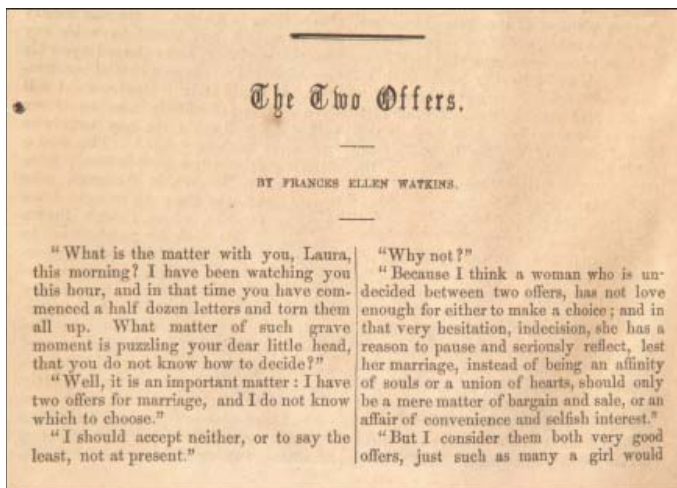 The Two Offers.
BY FRANCES ELLEN WATKINS.
“What is the matter with you, Laura,
this morning? I have been watching you
this hour, and in that time you have com-
menced a half dozen letters and torn them
all up. What matter of such grave
moment is puzzling your dear little head,
that you do not know how to decide?”
“Well, it is an important matter : I have
two offers for marriage, and I do not know
which to choose.”
“I should accept neither, or to say the
least, not at present.”
“Why not?”
“Because I think a woman who is un-
decided between two offers, has not love
enough for either to make a choice ; and in
that very hesitation, indecision, she has a
reason to pause and seriously reflect, lest
her marriage, instead of being an affinity
of souls or a union of hearts, should only
be a mere matter of bargain and sale, or an
affair of convenience and selfish interest.”
“But I consider them both very good
offers, just such as many a girl would